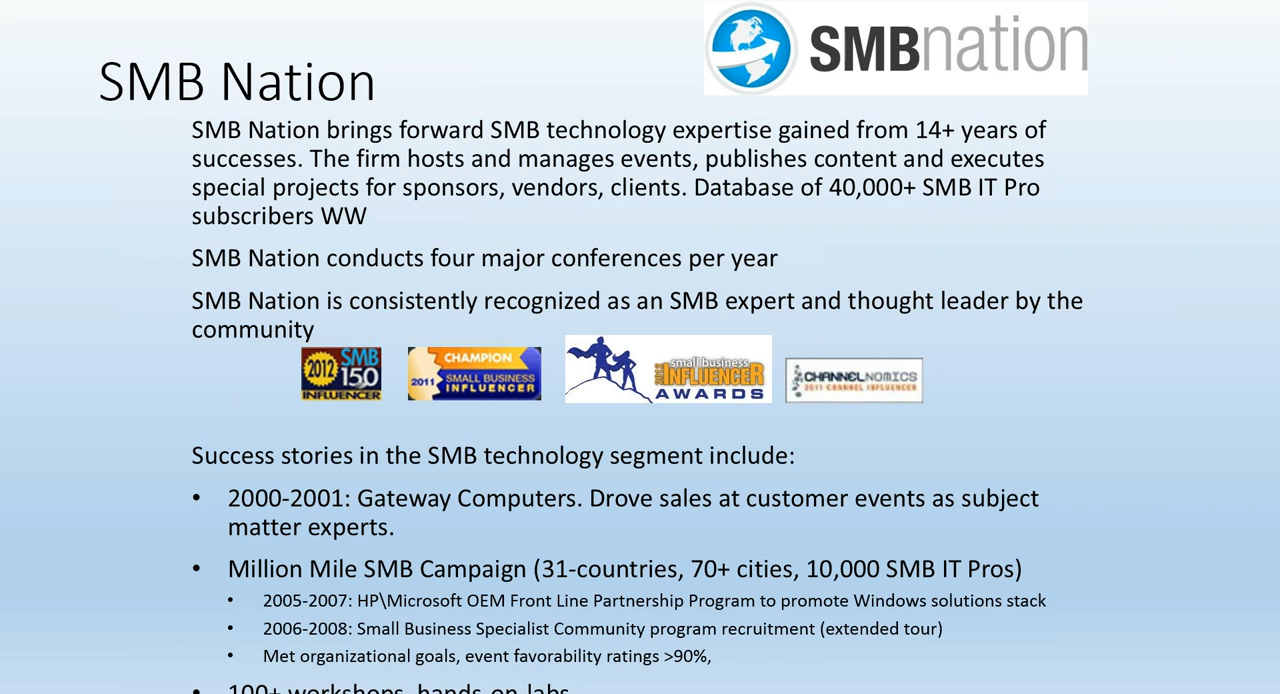 SMBnation
SMB Nation
SMB Nation brings forward SMB technology expertise gained from 14+ years of
successes. The firm hosts and manages events, publishes content and executes
special projects for sponsors, vendors, clients. Database of 40,000+ SMB IT Pro
subscribers WW
SMB Nation conducts four major conferences per year
SMB Nation is consistently recognized as an SMB expert and thought leader by the
community
2012 SMB 150 INFLUENCER
CHAMPION
2011 SMALL BUSINESS INFLUENCER
small business
INFLUENCER
AWARDS
CHANNELNOMICS
2011 CHANNEL INFLUENCER
Success stories in the SMB technology segment include:
• 2000-2001: Gateway Computers. Drove sales at customer events as subject
matter experts.
• Million Mile SMB Campaign (31-countries, 70+ cities, 10,000 SMB IT Pros)
• 2005-2007: HP\Microsoft OEM Front Line Partnership Program to promote Windows solutions stack
• 2006-2008: Small Business Specialist Community program recruitment (extended tour)
• Met organizational goals, event favorability ratings >90%,
• 100+ workshops, hands-on-labs